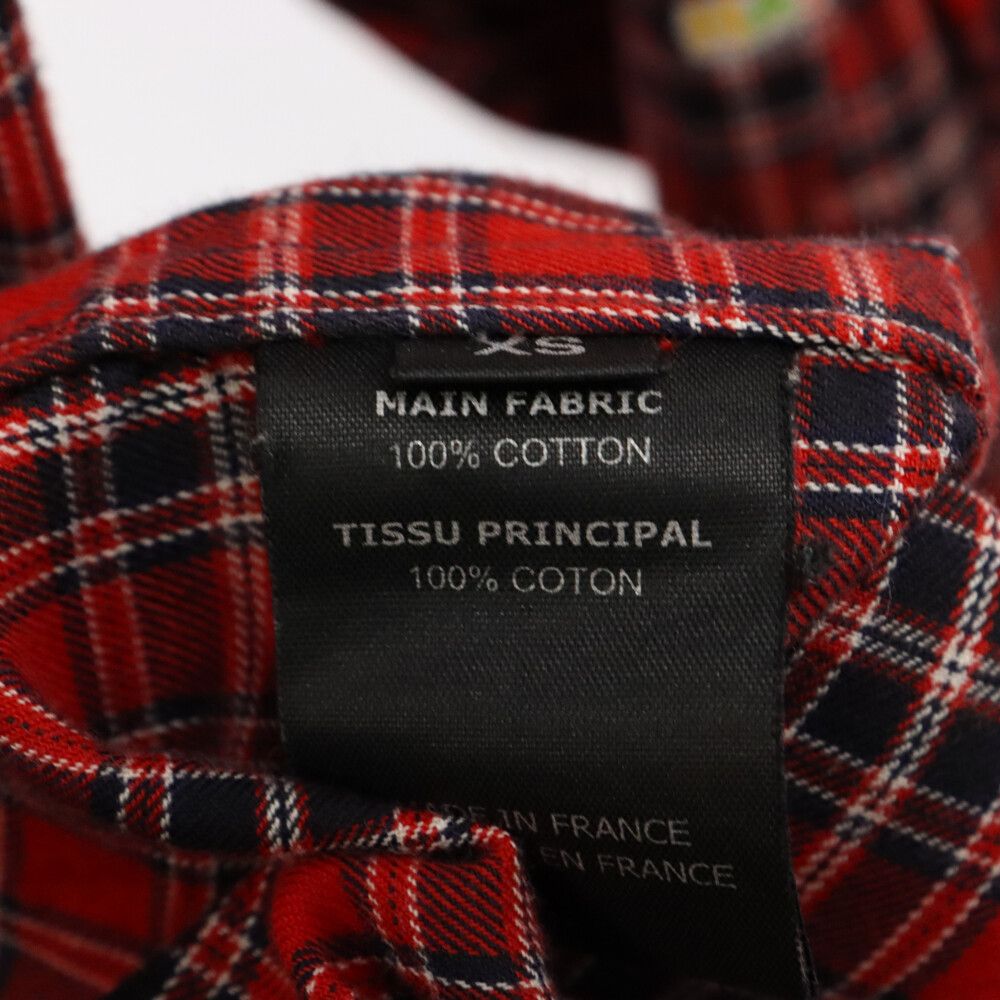 XS
MAIN FABRIC
100% COTTON
TISSU PRINCIPAL
100% COTON
IN FRANCE
EN FRANCE